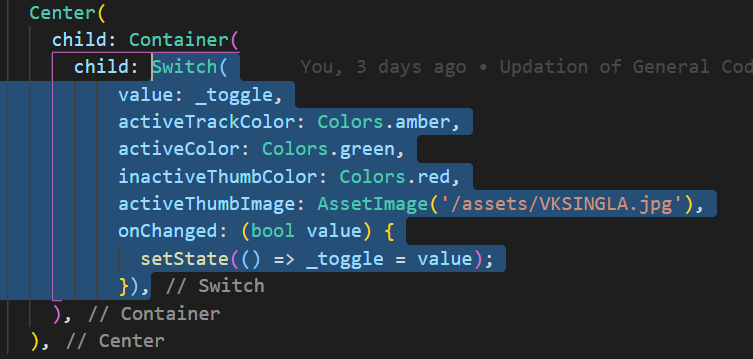 Center(
child: Container(
child: Switch( You, 3 days ago • Updation of General Cod
value: _toggle,
activeTrackColor: Colors.amber,
activeColor: Colors.green,
inactiveThumbColor: Colors.red,
activeThumbImage: AssetImage('/assets/VKSINGLA.jpg'),
onChanged: (bool value) {
setState(() => _toggle = value);
}), // Switch
), // Container
), // Center